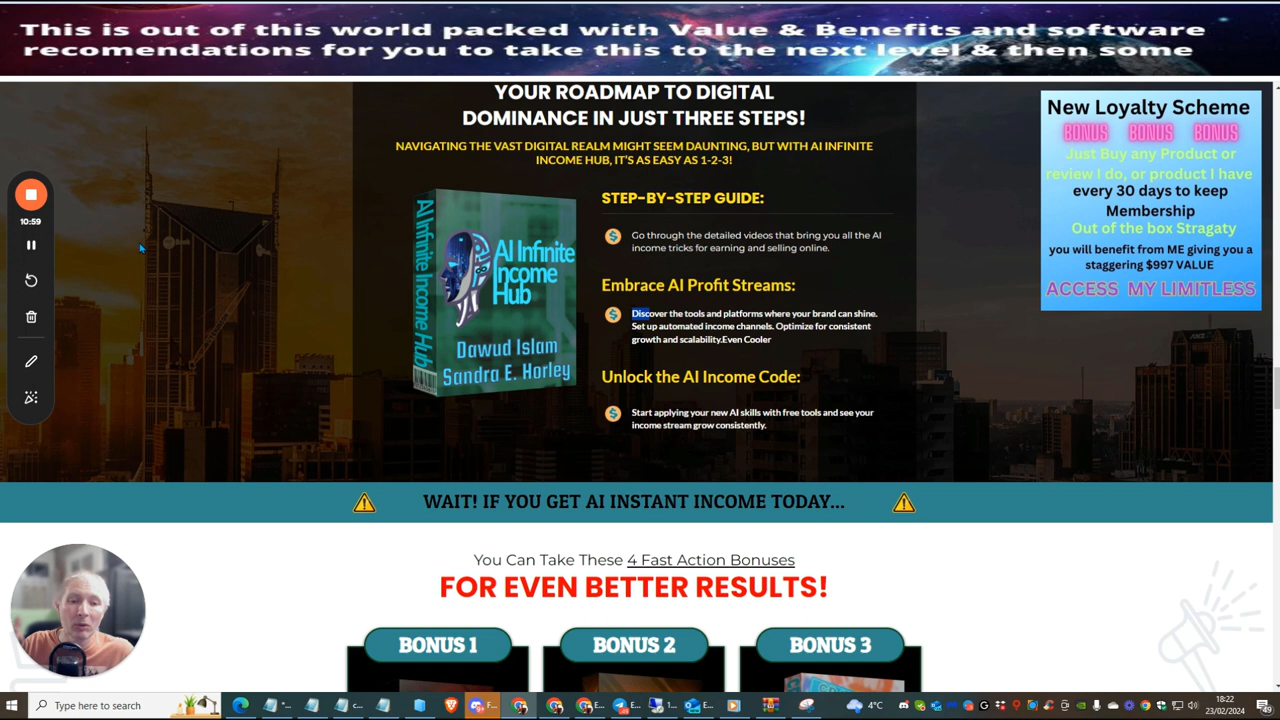 This is out of this world packed with Value & Benefits and software
recomendations for you to take this to the next level & then some
YOUR ROADMAP TO DIGITAL
DOMINANCE IN JUST THREE STEPS!
NAVIGATING THE VAST DIGITAL REALM MIGHT SEEM DAUNTING, BUT WITH AI INFINITE
INCOME HUB, IT'S AS EASY AS 1-2-3!
AI Infinite Income Hub
AI Infinite
Income
Hub
Dawud Islam
Sandra E. Horley
STEP-BY-STEP GUIDE:
Go through the detailed videos that bring you all the AI
income tricks for earning and selling online.
Embrace AI Profit Streams:
Discover the tools and platforms where your brand can shine.
Set up automated income channels. Optimize for consistent
growth and scalability.Even Cooler
Unlock the AI Income Code:
Start applying your new AI skills with free tools and see your
income stream grow consistently.
New Loyalty Scheme
BONUS BONUS BONUS
Just Buy any Product or
review I do, or product I have
every 30 days to keep
Membership
Out of the box Stragaty
you will benefit from ME giving you a
staggering $997 VALUE
ACCESS MY LIMITLESS
10:59
WAIT! IF YOU GET AI INSTANT INCOME TODAY...
You Can Take These 4 Fast Action Bonuses
FOR EVEN BETTER RESULTS!
BONUS 1
BONUS 2
BONUS 3
Type here to search
4°C
18:22
23/02/2024